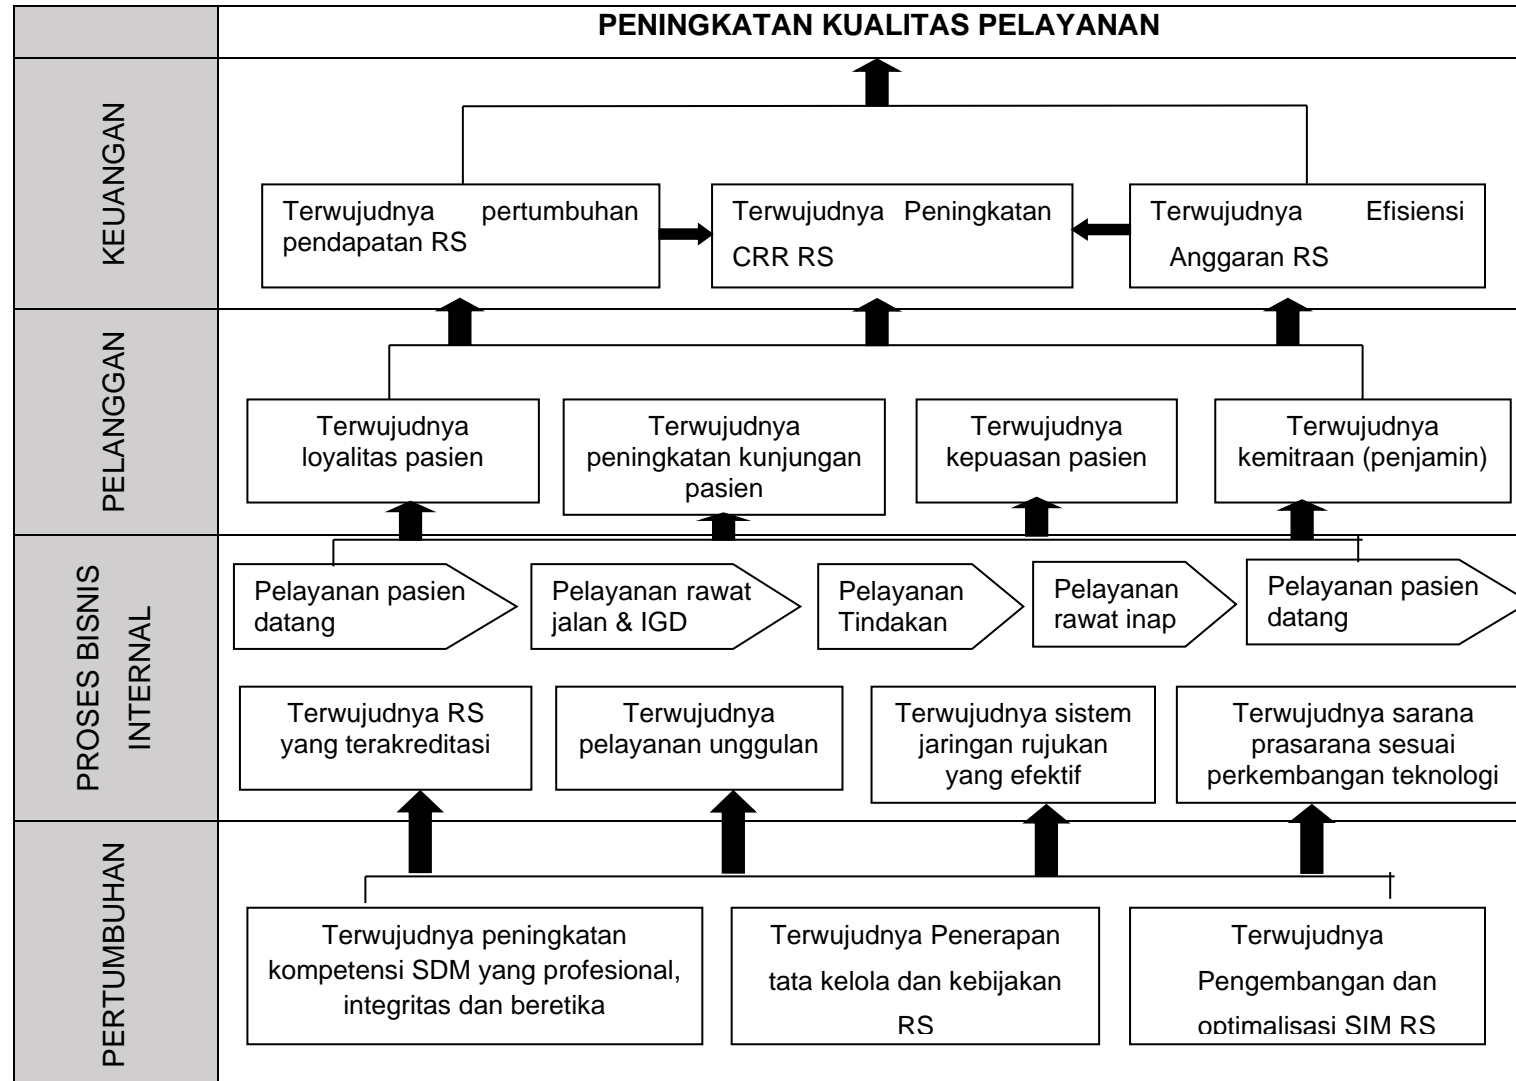 PENINGKATAN KUALITAS PELAYANAN
KEUANGAN
Terwujudnya pertumbuhan
pendapatan RS
Terwujudnya Peningkatan
CRR RS
Terwujudnya Efisiensi
Anggaran RS
PELANGGAN
Terwujudnya
loyalitas pasien
Terwujudnya
peningkatan kunjungan
pasien
Terwujudnya
kepuasan pasien
Terwujudnya
kemitraan (penjamin)
PROSES BISNIS
INTERNAL
Pelayanan pasien
datang
Pelayanan rawat
jalan & IGD
Pelayanan
Tindakan
Pelayanan
rawat inap
Pelayanan pasien
datang
Terwujudnya RS
yang terakreditasi
Terwujudnya
pelayanan unggulan
Terwujudnya sistem
jaringan rujukan
yang efektif
Terwujudnya sarana
prasarana sesuai
perkembangan teknologi
PERTUMBUHAN
Terwujudnya peningkatan
kompetensi SDM yang profesional,
integritas dan beretika
Terwujudnya Penerapan
tata kelola dan kebijakan
RS
Terwujudnya
Pengembangan dan
optimalisasi SIM RS